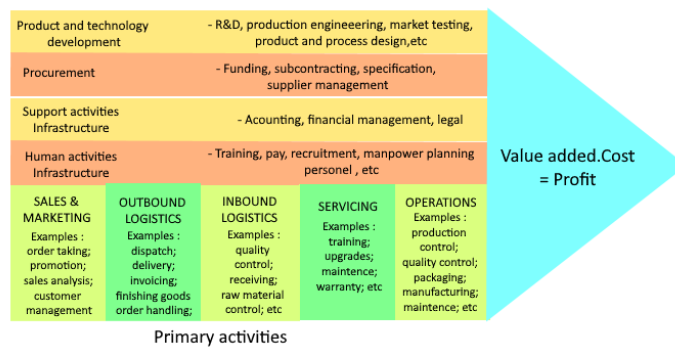 Product and technology
development
- R&D, production engineeering, market testing,
product and process design,etc
Procurement
- Funding, subcontracting, specification,
supplier management
Support activities
Infrastructure
- Acounting, financial management, legal
Human activities
Infrastructure
- Training, pay, recruitment, manpower planning
personel , etc
SALES &
MARKETING
Examples :
order taking;
promotion;
sales analysis;
customer
management
OUTBOUND
LOGISTICS
Examples :
dispatch;
delivery;
invoicing;
finishing goods
order handling;
INBOUND
LOGISTICS
Examples :
quality
control;
receiving;
raw material
control; etc
SERVICING
Examples :
training;
upgrades;
maintence;
warranty; etc
OPERATIONS
Examples :
production
control;
quality control;
packaging;
manufacturing;
maintence; etc
Value added.Cost
= Profit
Primary activities